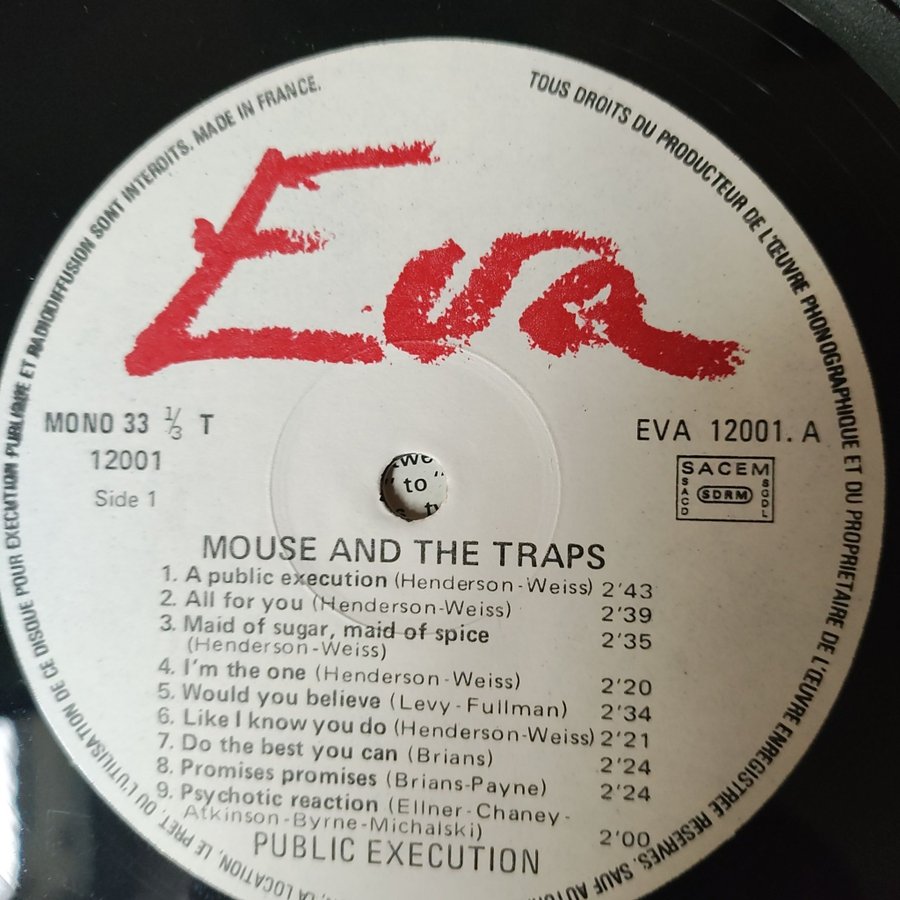 TOUS DROITS DU PRODUCTEUR DE L'ŒUVRE PHONOGRAPHIQUE ET DU PROPRIETAIRE DE L'ŒUVRE ENREGISTREE RESERVES. SAUF
LA LOCATION, LE PRET, OU L'UTILISATION DE CE DISQUE POUR EXECUTION PUBLIQUE ET RADIODIFFUSION SONT INTERDITS. MADE IN FRANCE.
Eva
MONO 33 1/3 T
12001
Side 1
EVA 12001. A
SACEM
SACD
SDRM
SGDL
"to"
MOUSE AND THE TRAPS
1. A public execution (Henderson-Weiss) 2'43
2. All for you (Henderson-Weiss) 2'39
3. Maid of sugar, maid of spice 2'35
(Henderson-Weiss)
4. I'm the one (Henderson-Weiss) 2'20
5. Would you believe (Levy-Fullman) 2'34
6. Like I know you do (Henderson-Weiss) 2'21
7. Do the best you can (Brians) 2'24
8. Promises promises (Brians-Payne) 2'24
9. Psychotic reaction (Ellner-Chaney-
Atkinson-Byrne-Michalski) 2'00
PUBLIC EXECUTION